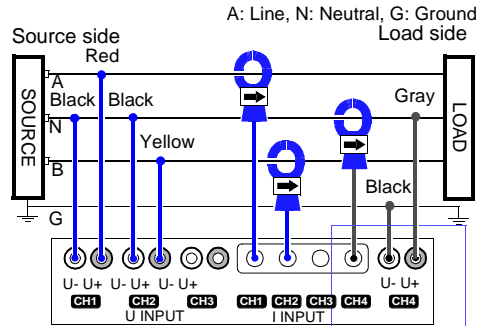 A: Line, N: Neutral, G: Ground
Source side
Load side
Red
A
Black
Black
Gray
N
SOURCE
LOAD
Yellow
B
Black
G
U- U+
U- U+
U- U+
U- U+
CH1
CH2
CH3
CH1
CH2
CH3
CH4
CH4
U INPUT
I INPUT